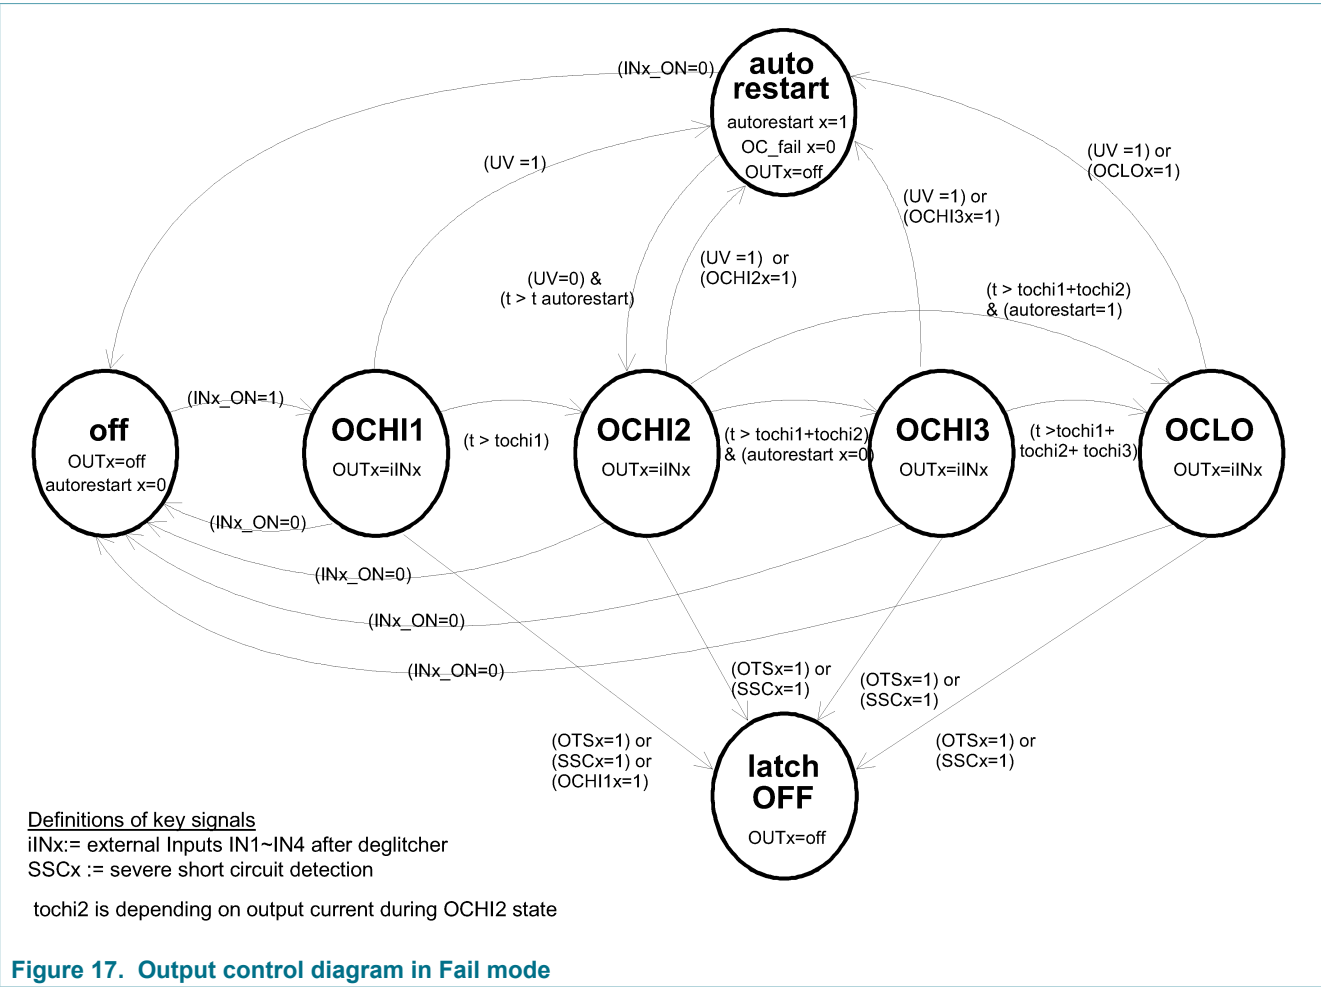 (INx_ON=0)
auto
restart
autorestart x=1
OC_fail x=0
OUTx=off
(UV =1)
(UV =1) or
(OCLOx=1)
(UV =1) or
(OCHI3x=1)
(UV =1) or
(OCHI2x=1)
(UV=0) &
(t > t autorestart)
(t > tochi1+tochi2)
& (autorestart=1)
off
OUTx=off
autorestart x=0
(INx_ON=1)
OCHI1
OUTx=iINx
(t > tochi1)
OCHI2
OUTx=iINx
(t > tochi1+tochi2)
& (autorestart x=0)
OCHI3
OUTx=iINx
(t >tochi1+
tochi2+ tochi3)
OCLO
OUTx=iINx
(INx_ON=0)
(INx_ON=0)
(INx_ON=0)
(INx_ON=0)
(OTSx=1) or
(SSCx=1)
(OTSx=1) or
(SSCx=1)
(OTSx=1) or
(SSCx=1) or
(OCHI1x=1)
(OTSx=1) or
(SSCx=1)
latch
OFF
OUTx=off
Definitions of key signals
iINx:= external Inputs IN1~IN4 after deglitcher
SSCx := severe short circuit detection
tochi2 is depending on output current during OCHI2 state
Figure 17. Output control diagram in Fail mode